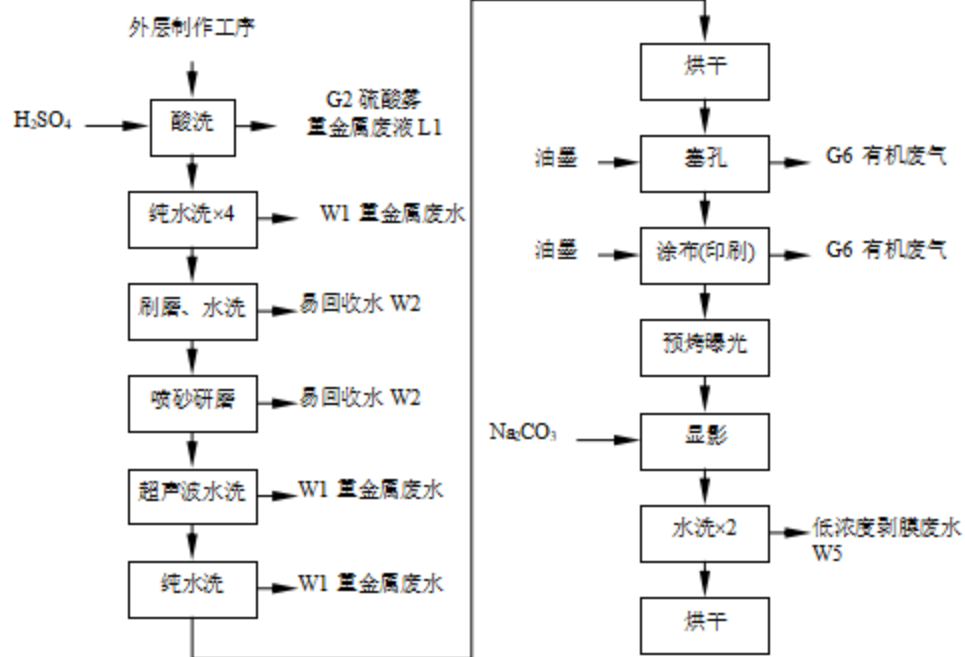 外层制作工序
H₂SO₄
酸洗
G2 硫酸雾
重金属废液 L1
纯水洗×4
W1 重金属废水
刷磨、水洗
易回收水 W2
喷砂研磨
易回收水 W2
超声波水洗
W1 重金属废水
纯水洗
W1 重金属废水
烘干
油墨
塞孔
G6 有机废气
油墨
涂布(印刷)
G6 有机废气
预烤曝光
Na₂CO₃
显影
水洗×2
低浓度剥膜废水
W5
烘干